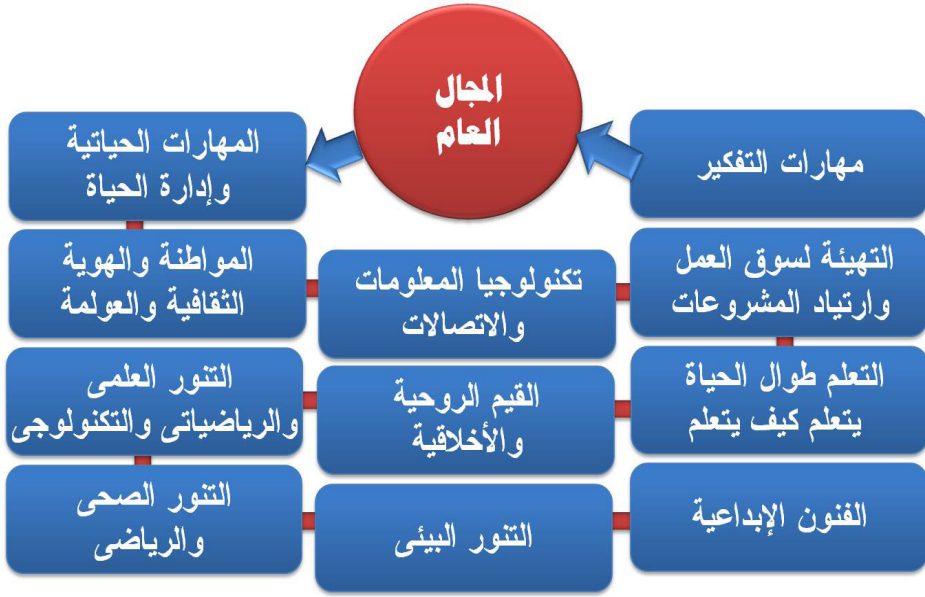 المجال
العام
مهارات التفكير
المهارات الحياتية
وإدارة الحياة
التهيئة لسوق العمل
وارتياد المشروعات
تكنولوجيا المعلومات
والاتصالات
المواطنة والهوية
الثقافية والعولمة
التعلم طوال الحياة
يتعلم كيف يتعلم
القيم الروحية
والأخلاقية
التنور العلمى
والرياضياتى والتكنولوجى
الفنون الإبداعية
التنور البيئى
التنور الصحى
والرياضى